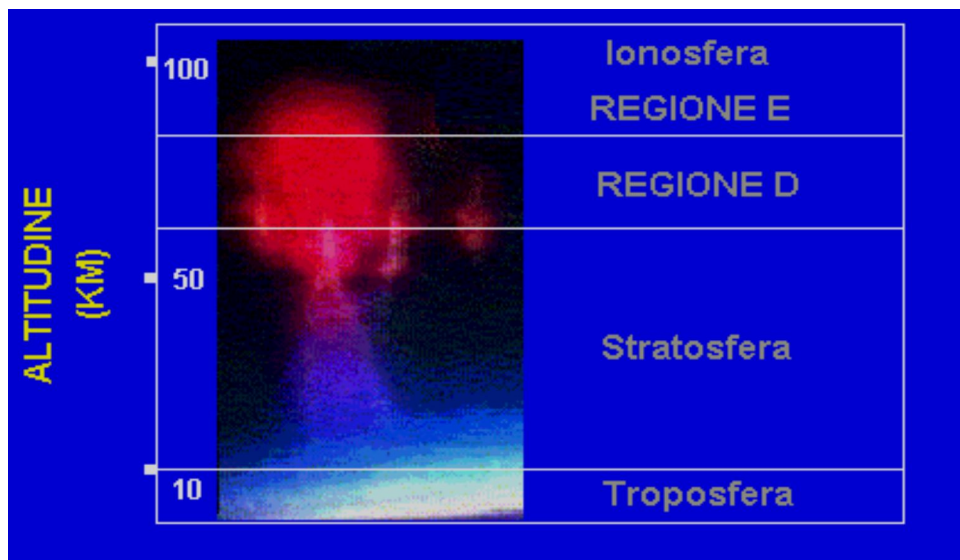 ALTITUDINE
(KM)
100
50
10
Ionosfera
REGIONE E
REGIONE D
Stratosfera
Troposfera